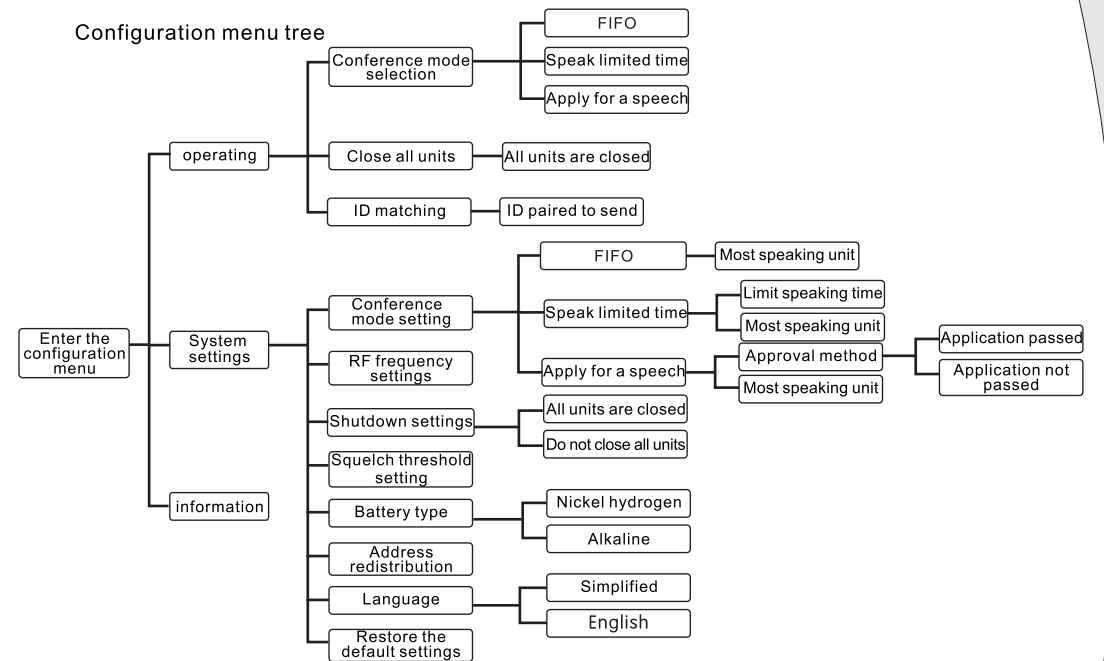 Configuration menu tree
FIFO
Conference mode
selection
Speak limited time
Apply for a speech
operating
Close all units
All units are closed
ID matching
ID paired to send
FIFO
Most speaking unit
Conference
mode setting
Speak limited time
Limit speaking time
Most speaking unit
Enter the
configuration
menu
System
settings
RF frequency
settings
Apply for a speech
Approval method
Most speaking unit
Application passed
Application not
passed
Shutdown settings
All units are closed
Do not close all units
Squelch threshold
setting
information
Battery type
Nickel hydrogen
Alkaline
Address
redistribution
Language
Simplified
English
Restore the
default settings